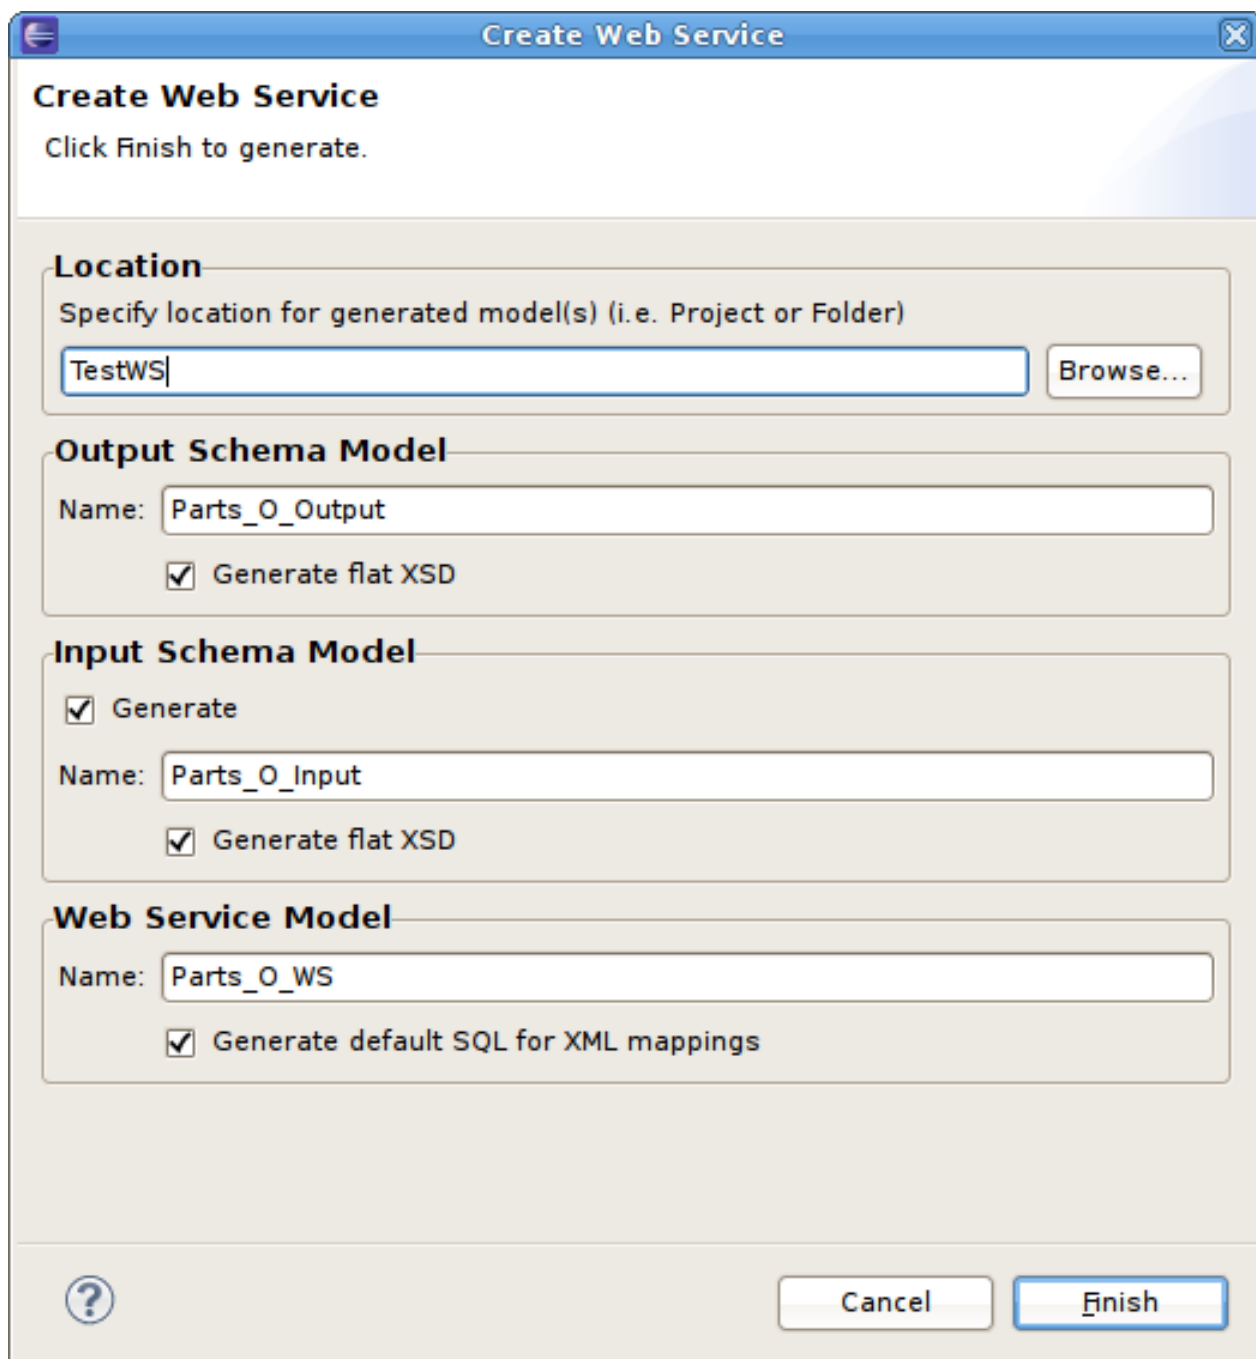 Create Web Service
Create Web Service
Click Finish to generate.
Location
Specify location for generated model(s) (i.e. Project or Folder)
TestWS
Browse...
Output Schema Model
Name: Parts_O_Output
Generate flat XSD
Input Schema Model
Generate
Name: Parts_O_Input
Generate flat XSD
Web Service Model
Name: Parts_O_WS
Generate default SQL for XML mappings
? Cancel Finish